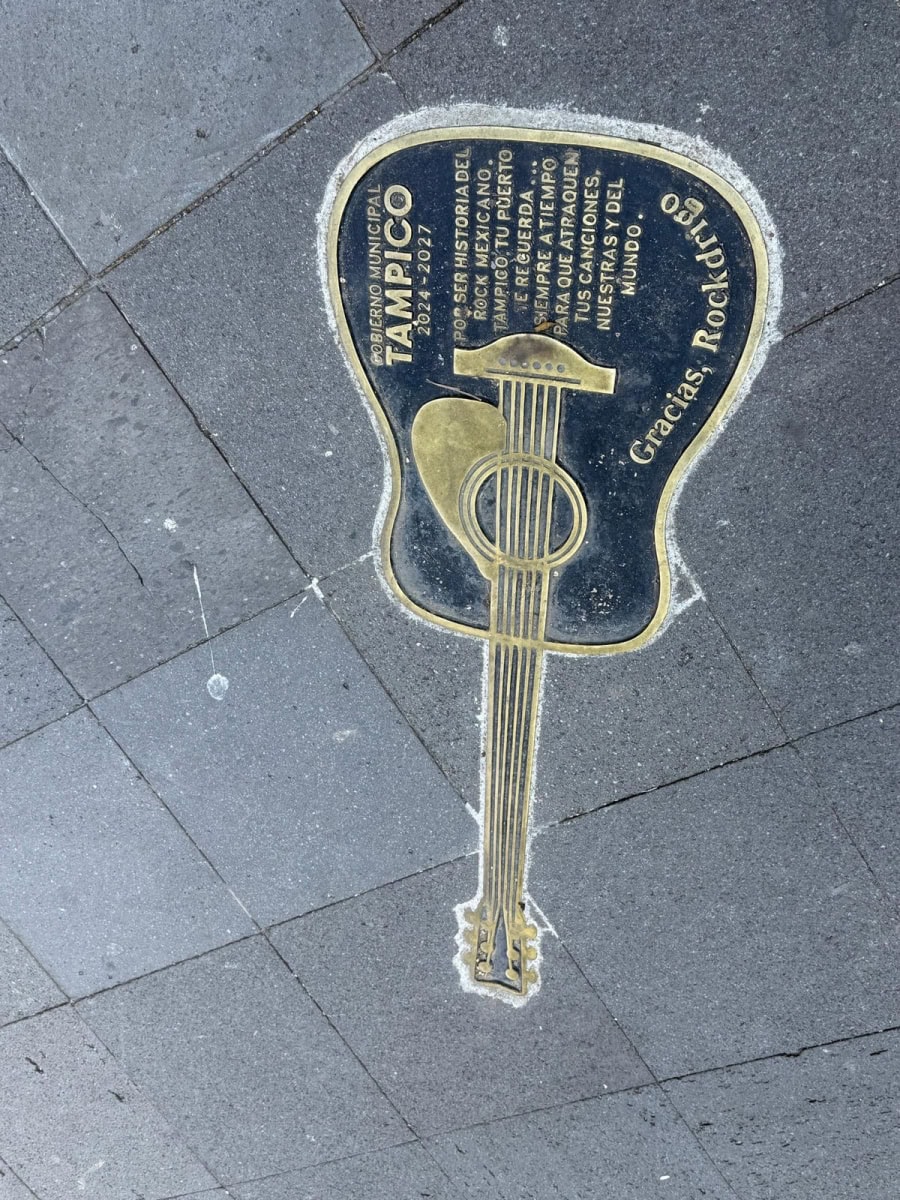 GOBIERNO MUNICIPAL
TAMPICO
2024-2027
POR SER HISTORIA DEL
ROCK MEXICANO.
TAMPICO, TU PUERTO
TE RECUERDA...
SIEMPRE A TIEMPO
PARA QUE ATRAQUEN
TUS CANCIONES,
NUESTRAS Y DEL
MUNDO.
Gracias, Rockdrigo